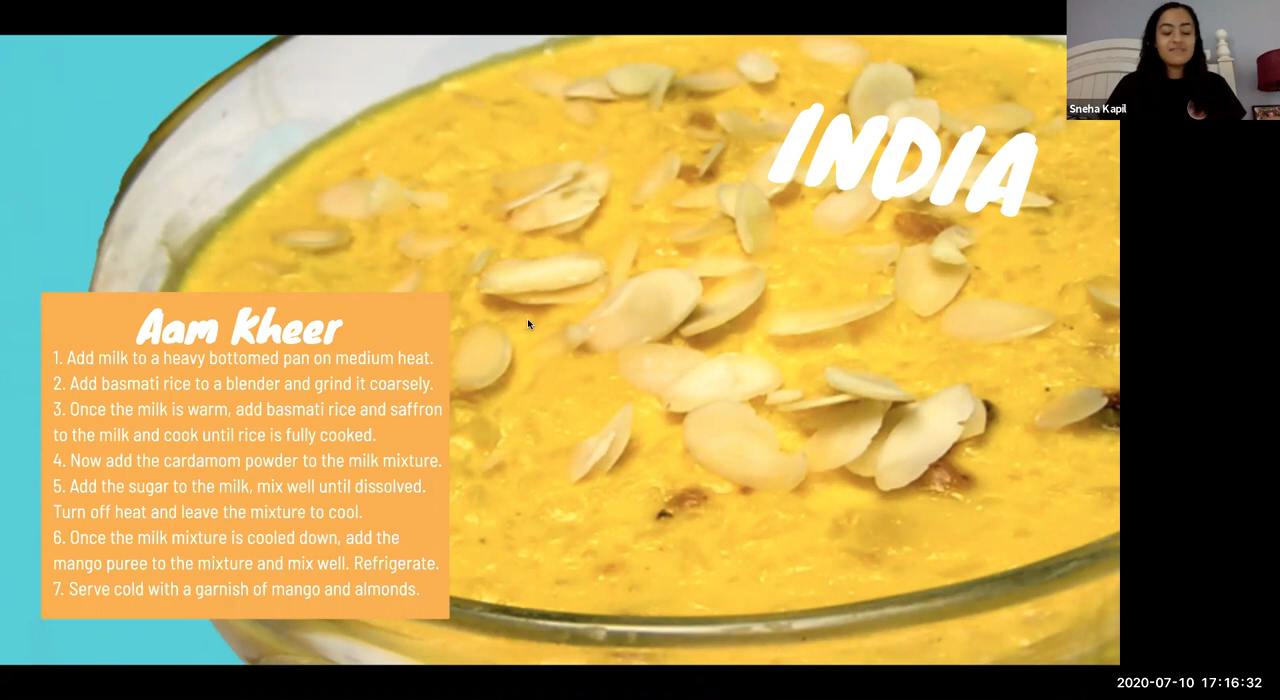 Sneha Kapil
INDIA
Aam Kheer
1. Add milk to a heavy bottomed pan on medium heat.
2. Add basmati rice to a blender and grind it coarsely.
3. Once the milk is warm, add basmati rice and saffron
to the milk and cook until rice is fully cooked.
4. Now add the cardamom powder to the milk mixture.
5. Add the sugar to the milk, mix well until dissolved.
Turn off heat and leave the mixture to cool.
6. Once the milk mixture is cooled down, add the
mango puree to the mixture and mix well. Refrigerate.
7. Serve cold with a garnish of mango and almonds.
2020-07-10 17:16:32